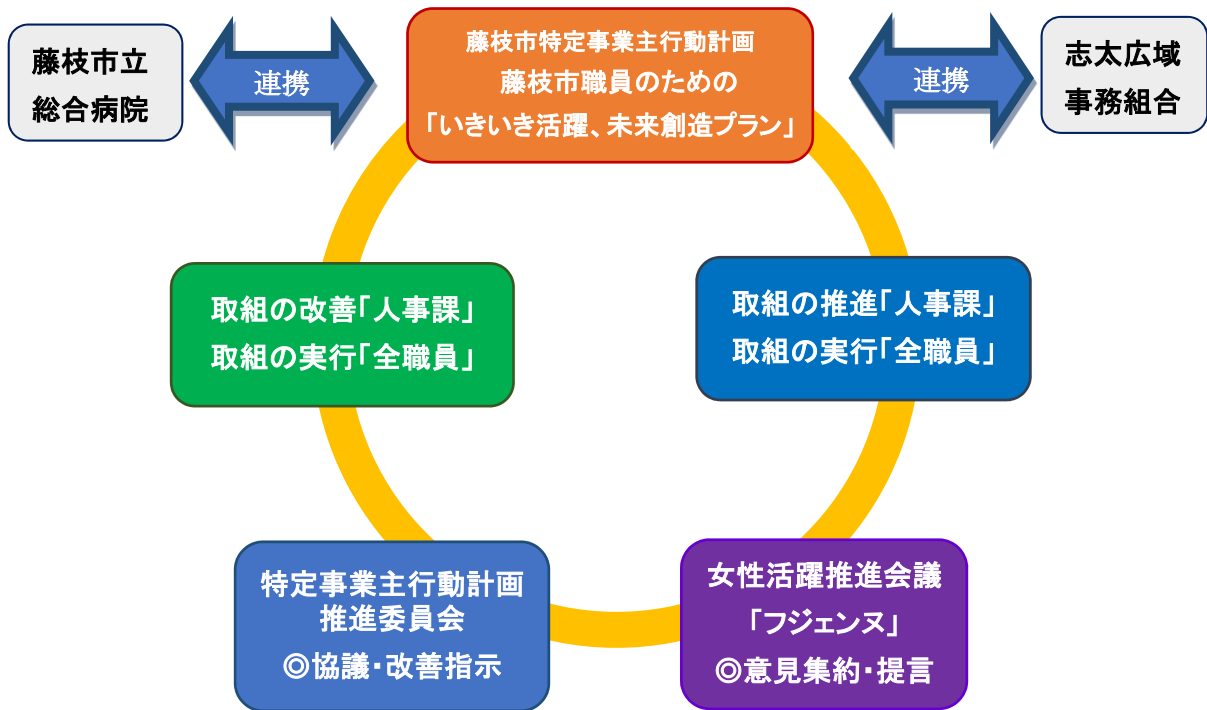 藤枝市立
総合病院
連携
藤枝市特定事業主行動計画
藤枝市職員のための
「いきいき活躍、未来創造プラン」
連携
志太広域
事務組合
取組の改善「人事課」
取組の実行「全職員」
取組の推進「人事課」
取組の実行「全職員」
特定事業主行動計画
推進委員会
◎協議・改善指示
女性活躍推進会議
「フジェンヌ」
◎意見集約・提言